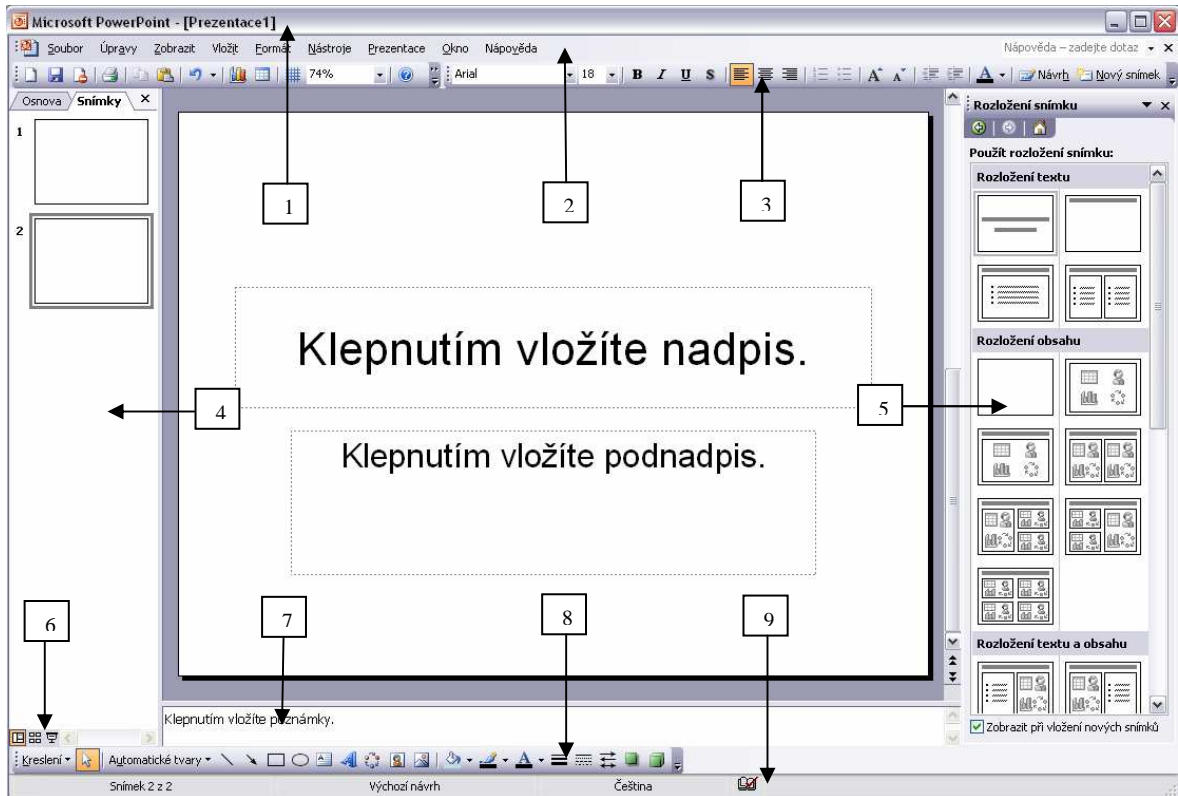 Microsoft PowerPoint - [Prezentace1]
Soubor Úpravy Zobrazit Vložit Formát Nástroje Prezentace Okno Nápověda Nápověda – zadejte dotaz
74% Arial 18 B I U S A A A Návrh Nový snímek
Osnova Snímky
Rozložení snímku
1
2
Použít rozložení snímku:
Rozložení textu
1
2
3
Klepnutím vložíte nadpis.
Rozložení obsahu
4
5
Klepnutím vložíte podnadpis.
6
7
8
9
Rozložení textu a obsahu
Klepnutím vložíte poznámky.
Zobrazit při vložení nových snímků
Kreslení Automatické tvary A A
Snímek 2 z 2 Výchozí návrh Čeština